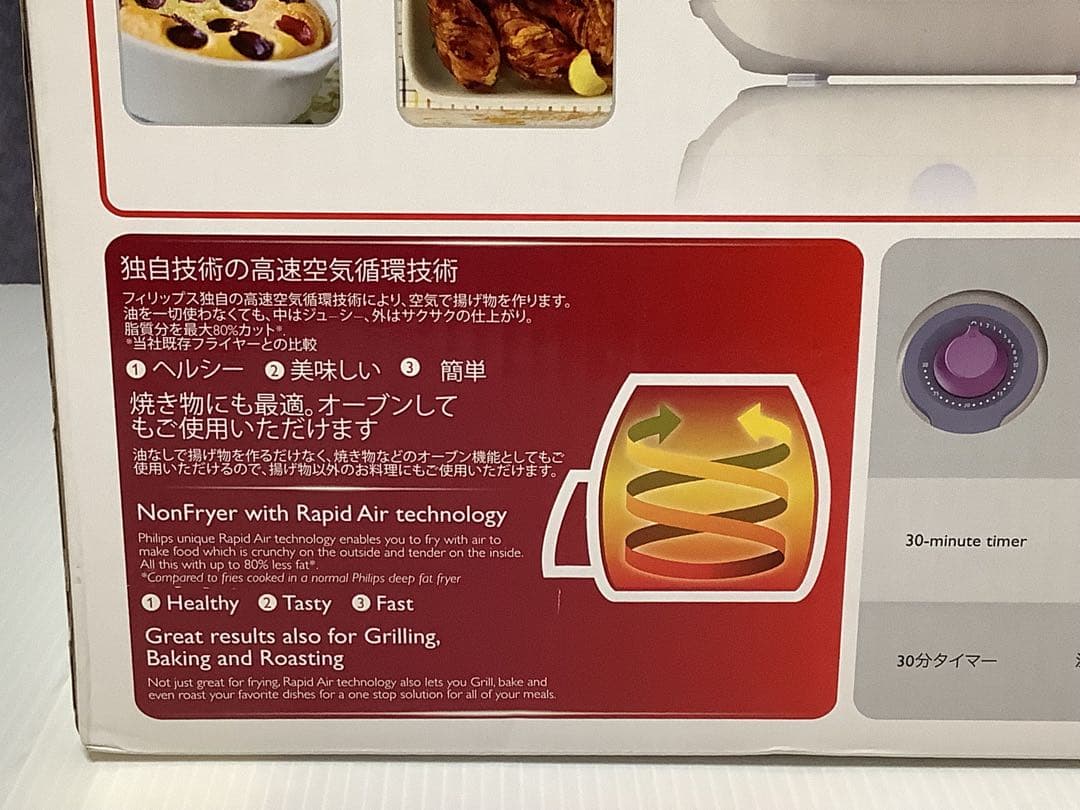 独自技術の高速空気循環技術
フィリップス独自の高速空気循環技術により、空気で揚げ物を作ります。
油を一切使わなくても、中はジューシー、外はサクサクの仕上がり。
脂質分を最大80%カット*.
*当社既存フライヤーとの比較
① ヘルシー ② 美味しい ③ 簡単
焼き物にも最適。オーブンして
もご使用いただけます
油なしで揚げ物を作るだけなく、焼き物などのオーブン機能としてもご
使用いただけるので、揚げ物以外のお料理にもご使用いただけます。
NonFryer with Rapid Air technology
Philips unique Rapid Air technology enables you to fry with air to
make food which is crunchy on the outside and tender on the inside.
All this with up to 80% less fat*.
*Compared to fries cooked in a normal Philips deep fat fryer
① Healthy ② Tasty ③ Fast
Great results also for Grilling,
Baking and Roasting
Not just great for frying, Rapid Air technology also lets you Grill, bake and
even roast your favorite dishes for a one stop solution for all of your meals.
30-minute timer
30分タイマー